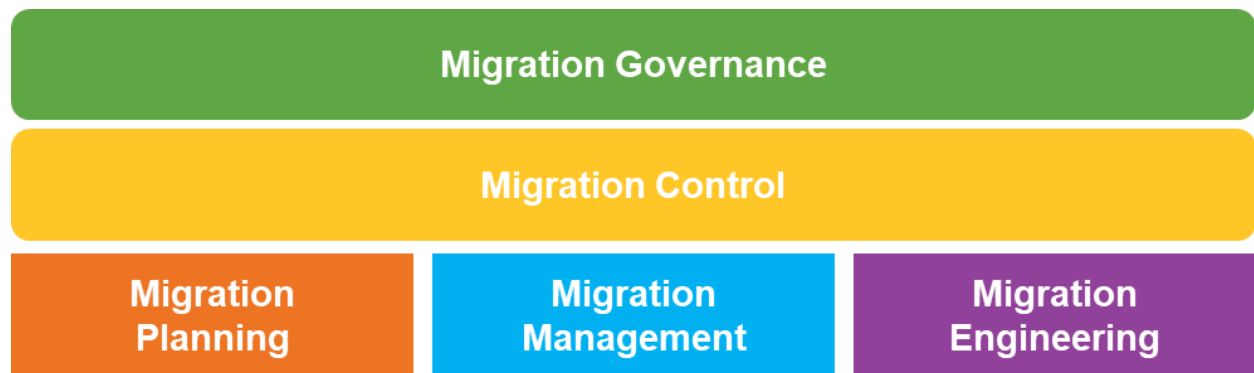 Migration Governance
Migration Control
Migration
Planning
Migration
Management
Migration
Engineering